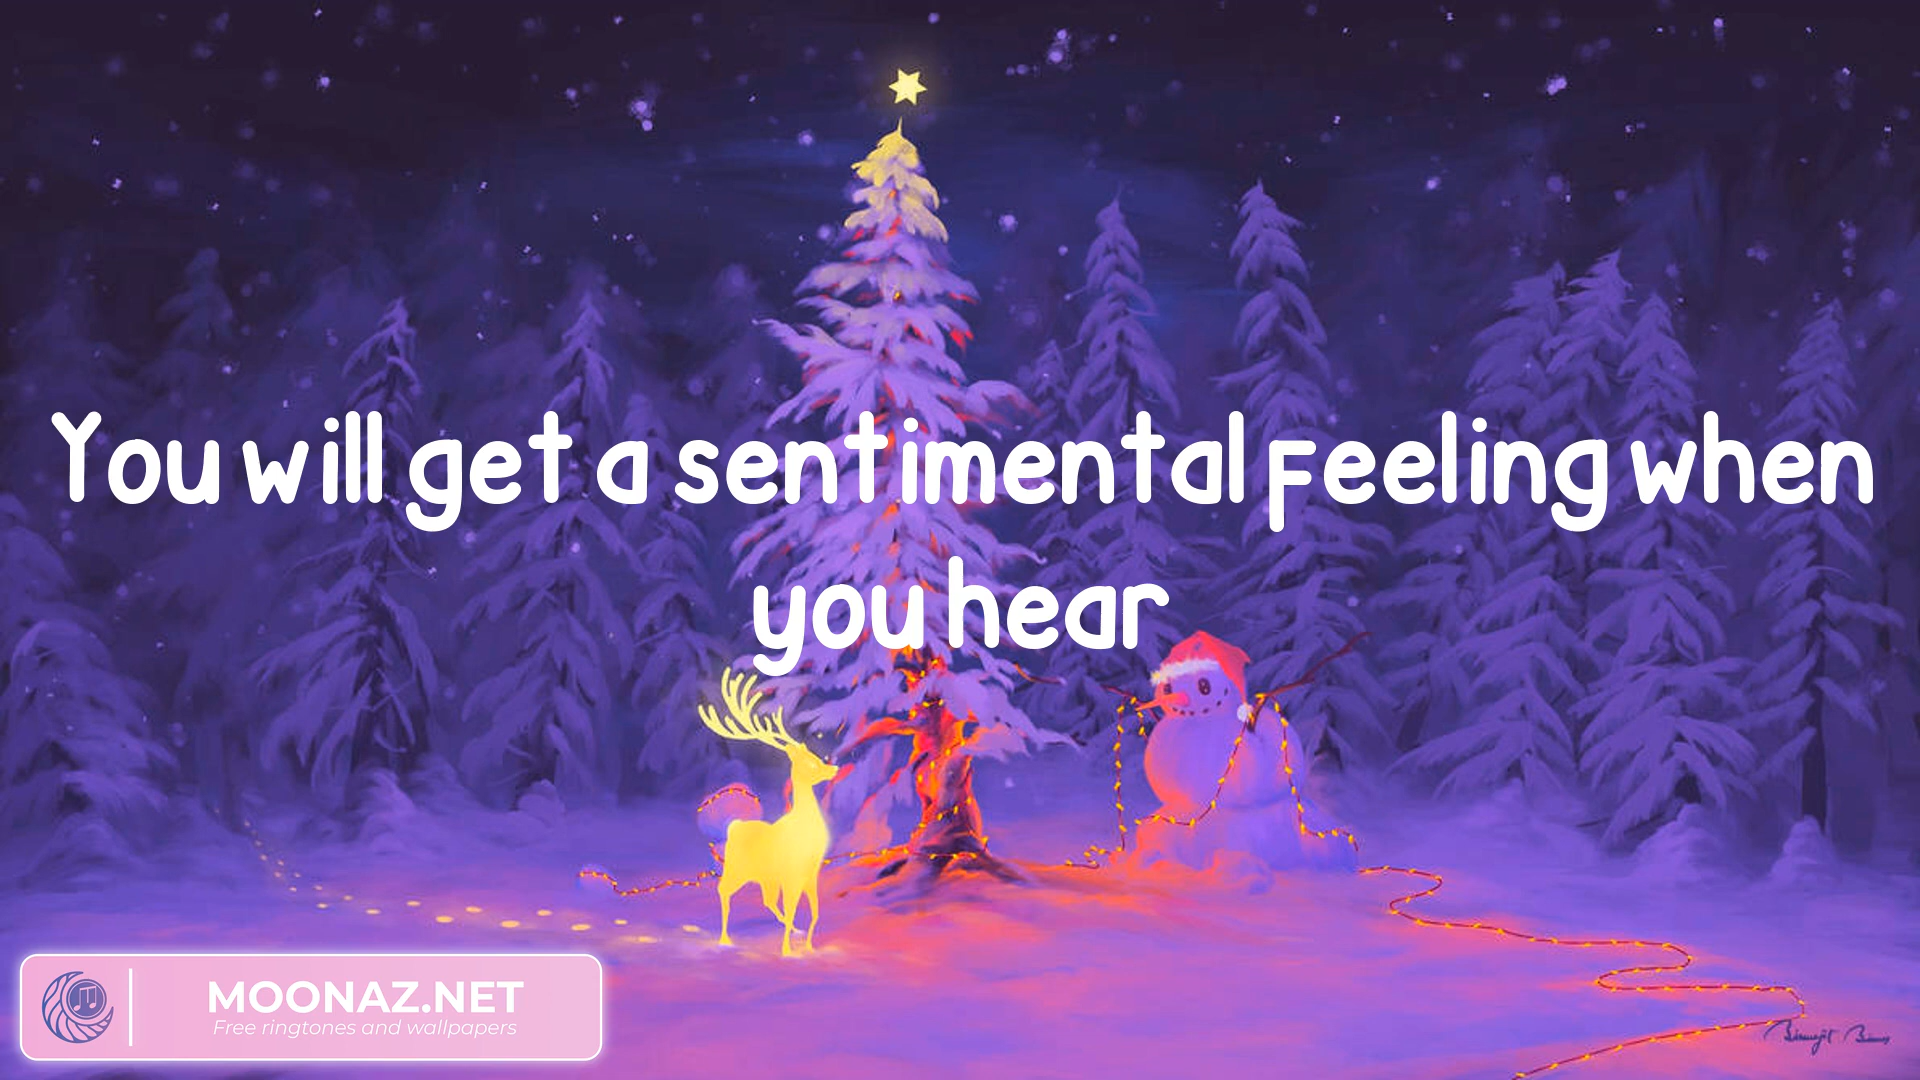 You will get a sentimental feeling when
you hear
MOONAZ.NET
Free ringtones and wallpapers